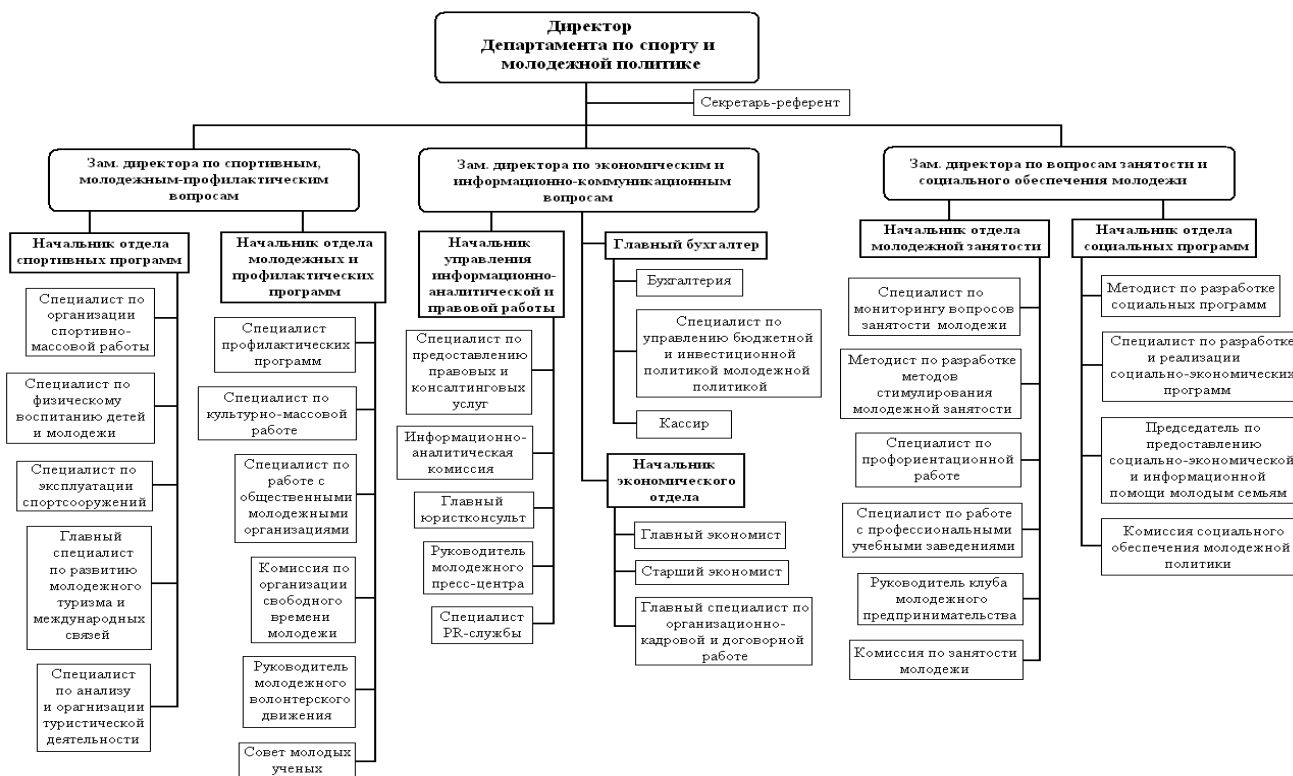 Директор
Департамента по спорту и
молодежной политике
Секретарь-референт
Зам. директора по спортивным,
молодежным-профилактическим
вопросам
Зам. директора по экономическим и
информационно-коммуникационным
вопросам
Зам. директора по вопросам занятости и
социального обеспечения молодежи
Начальник отдела
спортивных программ
Специалист по
организации
спортивно-
массовой работы
Специалист по
физическому
воспитанию детей
и молодежи
Специалист по
эксплуатации
спортсооружений
Главный
специалист
по развитию
молодежного
туризма и
международных
связей
Специалист
по анализу
и орагнизации
туристической
деятельности
Начальник отдела
молодежных и
профилактических
программ
Специалист
профилактических
программ
Специалист по
культурно-массовой
работе
Специалист по
работе с
общественными
молодежными
организациями
Комиссия по
организации
свободного
времени
молодежи
Руководитель
молодежного
волонтерского
движения
Совет молодых
ученых
Начальник
управления
информационно-
аналитической и
правовой работы
Специалист по
предоставлению
правовых и
консалтинговых
услуг
Информационно-
аналитическая
комиссия
Главный
юристконсульт
Руководитель
молодежного
пресс-центра
Специалист
PR-службы
Главный бухгалтер
Бухгалтерия
Специалист по
управлению бюджетной
и инвестиционной
политикой молодежной
политикой
Кассир
Начальник
экономического
отдела
Главный экономист
Старший экономист
Главный специалист по
организационно-
кадровой и договорной
работе
Начальник отдела
молодежной занятости
Специалист по
мониторингу вопросов
занятости молодежи
Методист по разработке
методов
стимулирования
молодежной занятости
Специалист по
профориентационной
работе
Специалист по работе
с профессиональными
учебными заведениями
Руководитель клуба
молодежного
предпринимательства
Комиссия по занятости
молодежи
Начальник отдела
социальных программ
Методист по разработке
социальных программ
Специалист по разработке
и реализации
социально-экономических
программ
Председатель по
предоставлению
социально-экономической
и информационной
помощи молодым семьям
Комиссия социального
обеспечения молодежной
политики